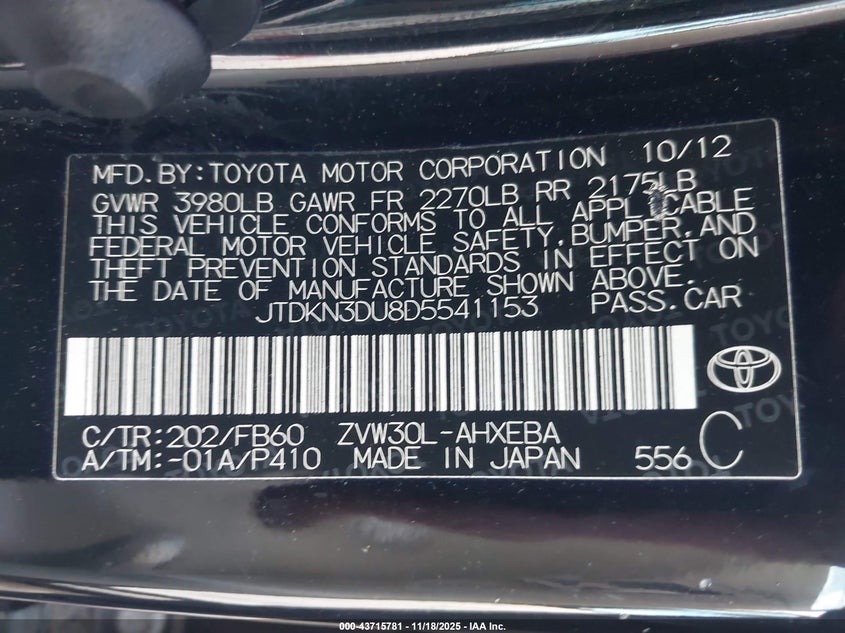 MFD.BY:TOYOTA MOTOR CORPORATION 10/12
GVWR 3980LB GAWR FR 2270LB RR 2175LB
THIS VEHICLE CONFORMS TO ALL APPLICABLE
FEDERAL MOTOR VEHICLE SAFETY,BUMPER,AND
THEFT PREVENTION STANDARDS IN EFFECT ON
THE DATE OF MANUFACTURE SHOWN ABOVE.
JTDKN3DU8D5541153 PASS.CAR
C/TR:202/FB60 ZVW30L-AHXEBA
A/TM:-01A/P410 MADE IN JAPAN 556 C
000-43715781 - 11/18/2025 - IAA Inc.